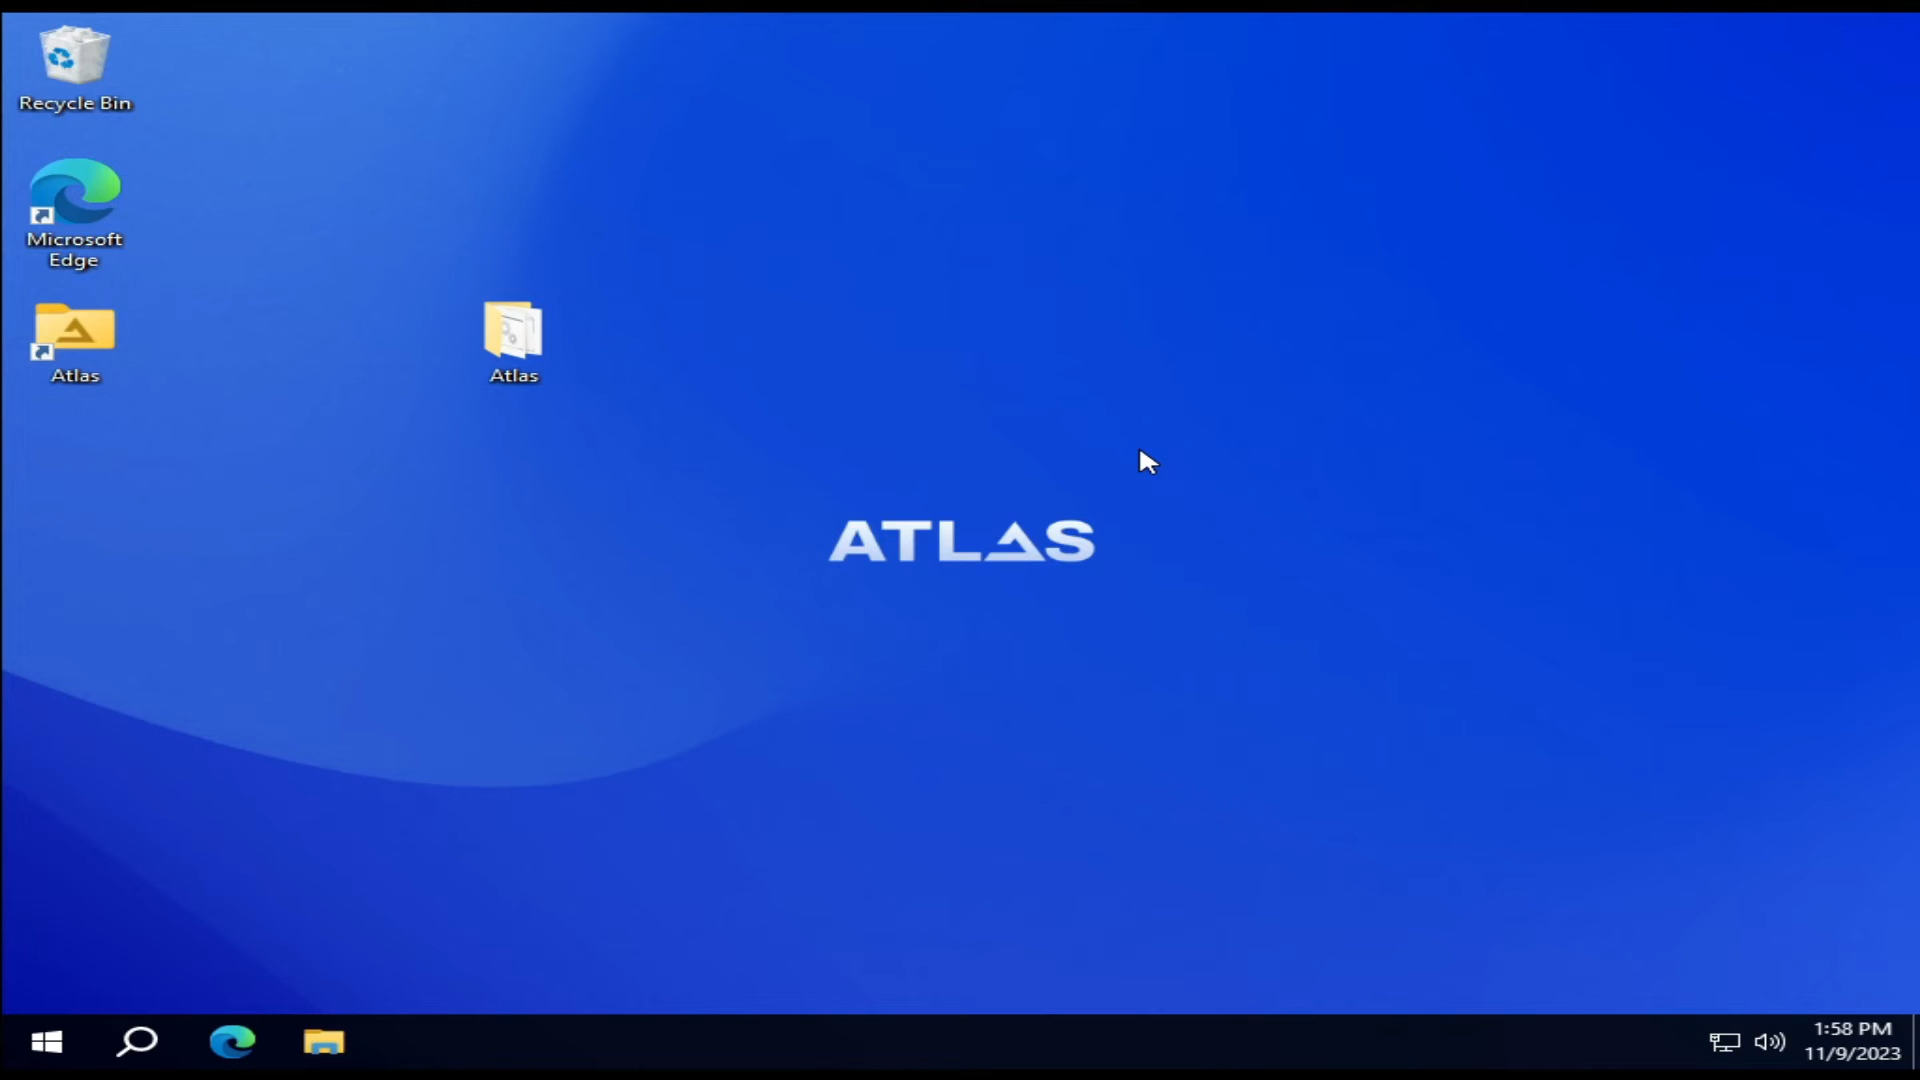 Recycle Bin
Microsoft
Edge
Atlas
Atlas
ATLAS
1:58 PM
11/9/2023